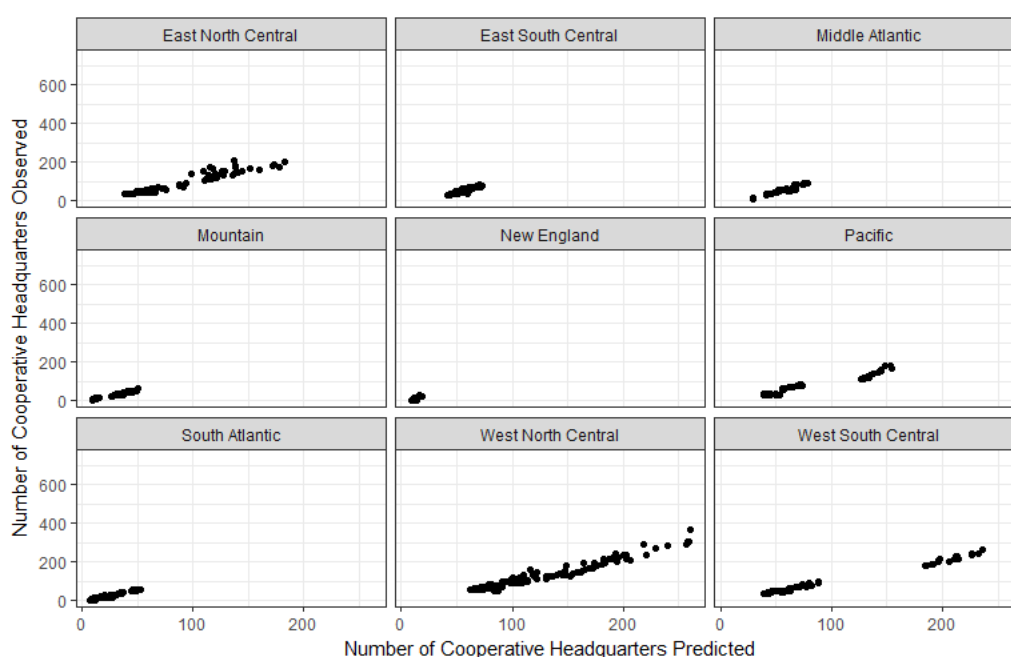 East North Central
East South Central
Middle Atlantic
600
400
200
0
Mountain
New England
Pacific
600
400
200
0
South Atlantic
West North Central
West South Central
600
400
200
0
0 100 200
0 100 200
0 100 200
Number of Cooperative Headquarters Observed
Number of Cooperative Headquarters Predicted